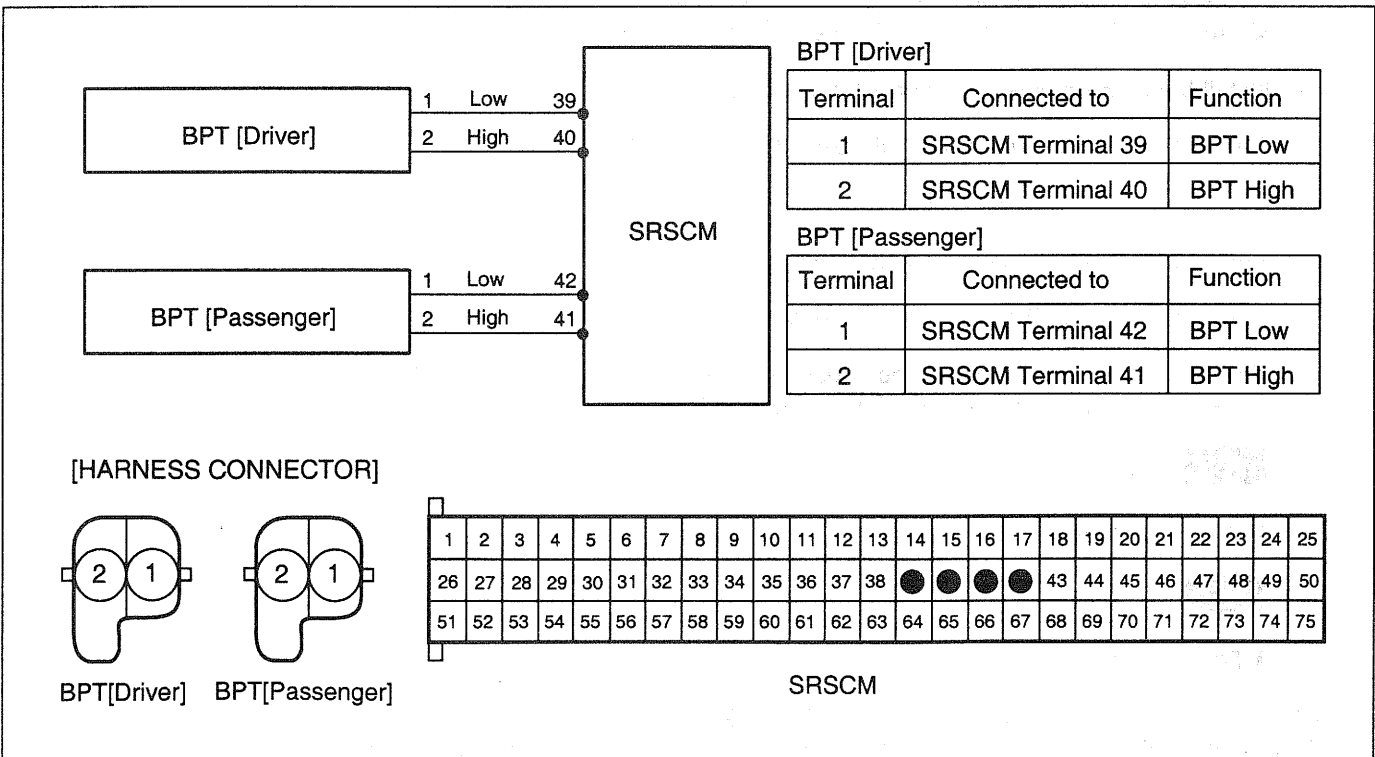 BPT [Driver]
1 Low 39
2 High 40
BPT [Passenger]
1 Low 42
2 High 41
SRSCM
BPT [Driver]
Terminal Connected to Function
1 SRSCM Terminal 39 BPT Low
2 SRSCM Terminal 40 BPT High
BPT [Passenger]
Terminal Connected to Function
1 SRSCM Terminal 42 BPT Low
2 SRSCM Terminal 41 BPT High
[HARNESS CONNECTOR]
2 1
BPT[Driver]
2 1
BPT[Passenger]
1 2 3 4 5 6 7 8 9 10 11 12 13 14 15 16 17 18 19 20 21 22 23 24 25
26 27 28 29 30 31 32 33 34 35 36 37 38 43 44 45 46 47 48 49 50
51 52 53 54 55 56 57 58 59 60 61 62 63 64 65 66 67 68 69 70 71 72 73 74 75
SRSCM